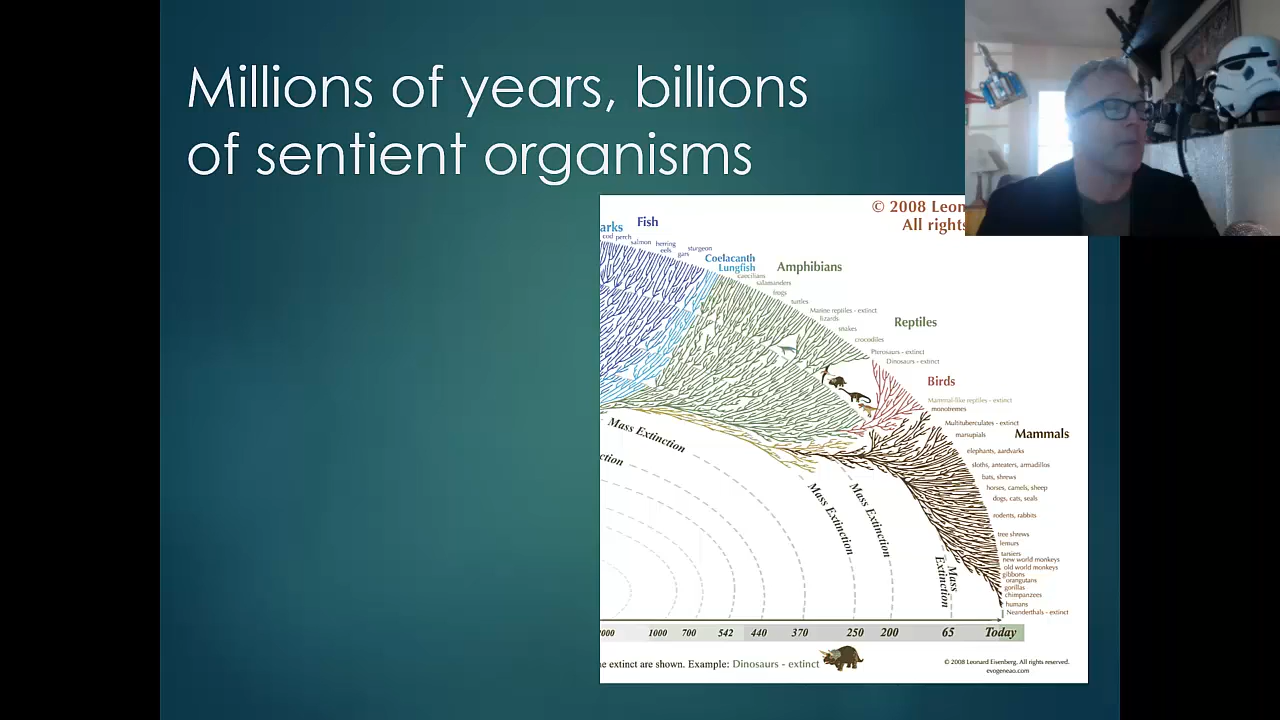 Millions of years, billions
of sentient organisms
© 2008 Leon
All rights
arks
Fish
cod perch
salmon
herring
eels
gars
sturgeon
Coelacanth
Lungfish
Amphibians
caecilians
salamanders
frogs
turtles
Marine reptiles - extinct
lizards
snakes
Reptiles
crocodiles
Pterosaurs - extinct
Dinosaurs - extinct
Birds
Mammal-like reptiles - extinct
monotremes
Multituberculates - extinct
marsupials
Mammals
elephants, aardvarks
sloths, anteaters, armadillos
bats, shrews
horses, camels, sheep
dogs, cats, seals
rodents, rabbits
tree shrews
lemurs
tarsiers
new world monkeys
old world monkeys
gibbons
orangutans
gorillas
chimpanzees
humans
Neanderthals - extinct
Mass Extinction
ction
Mass Extinction
Mass Extinction
Mass Extinction
000 1000 700 542 440 370 250 200 65 Today
e extinct are shown. Example: Dinosaurs - extinct
© 2008 Leonard Eisenberg. All rights reserved.
evogeneao.com